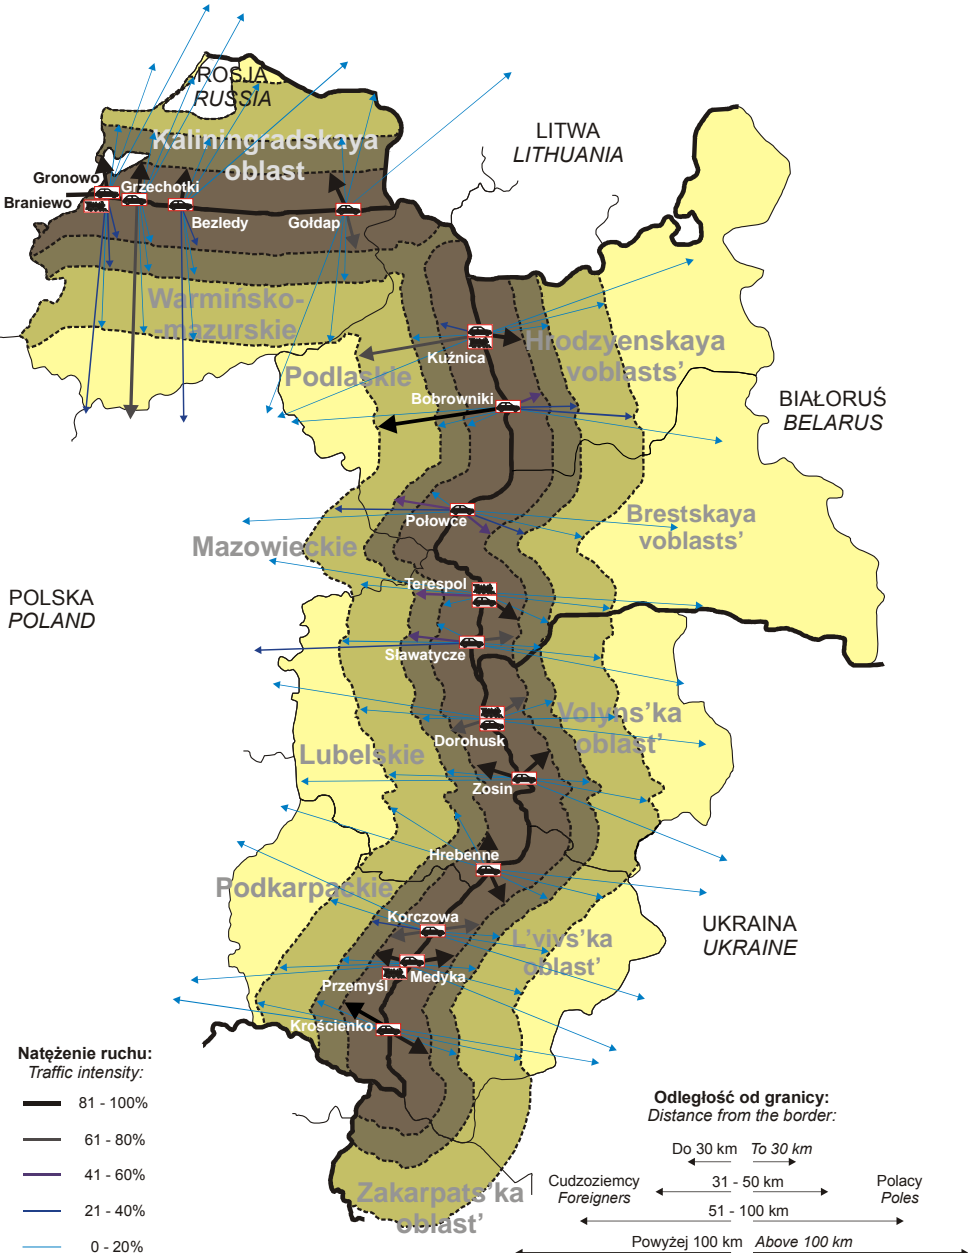 ROSJA
RUSSIA
LITWA
LITHUANIA
Kaliningradskaya
oblast
Gronowo
Grzechotki
Braniewo
Bezledy
Gołdap
Warmińsko-
-mazurskie
Kuźnica
Hrodzyenskaya
voblasts'
Podlaskie
Bobrowniki
BIAŁORUŚ
BELARUS
Połowce
Brestskaya
voblasts'
Mazowieckie
Terespol
POLSKA
POLAND
Sławatycze
Volyns'ka
oblast'
Dorohusk
Lubelskie
Zosin
Hrebenne
Podkarpackie
Korczowa
UKRAINA
UKRAINE
L'vivs'ka
oblast'
Przemyśl
Medyka
Krościenko
Zakarpats'ka
oblast'
Natężenie ruchu:
Traffic intensity:
81 - 100%
61 - 80%
41 - 60%
21 - 40%
0 - 20%
Odległość od granicy:
Distance from the border:
Do 30 km To 30 km
Cudzoziemcy
Foreigners
31 - 50 km
Polacy
Poles
51 - 100 km
Powyżej 100 km Above 100 km